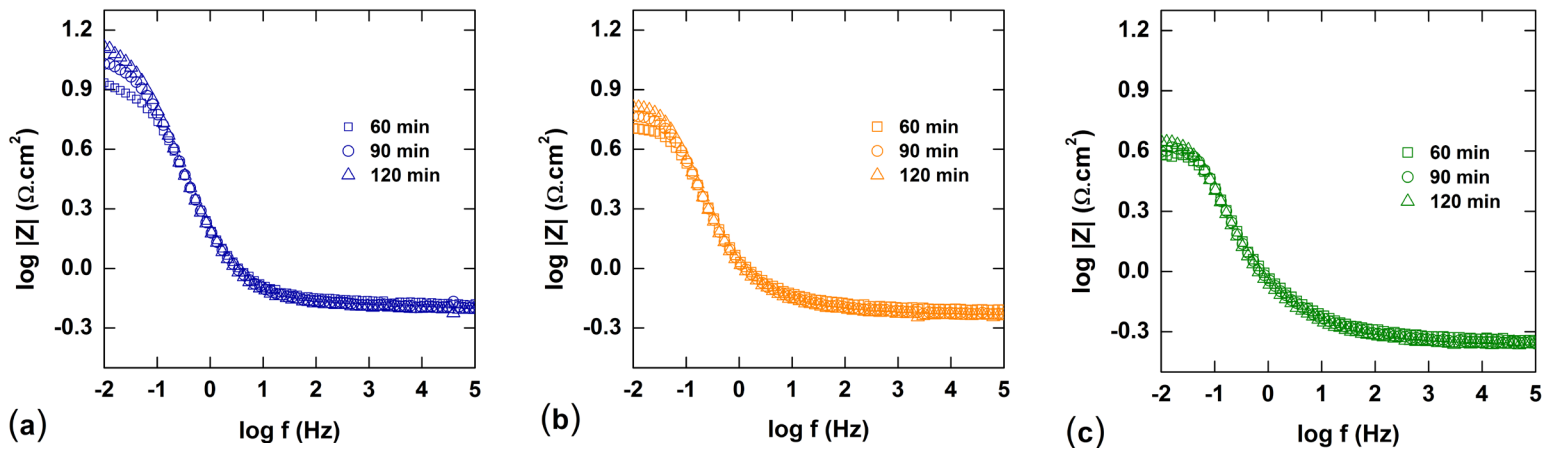 1.2
0.9
0.6
0.3
0.0
-0.3
log |Z| (Ω.cm²)
-2 -1 0 1 2 3 4 5
log f (Hz)
60 min
90 min
120 min
(a)
1.2
0.9
0.6
0.3
0.0
-0.3
log |Z| (Ω.cm²)
-2 -1 0 1 2 3 4 5
log f (Hz)
60 min
90 min
120 min
(b)
1.2
0.9
0.6
0.3
0.0
-0.3
log |Z| (Ω.cm²)
-2 -1 0 1 2 3 4 5
log f (Hz)
60 min
90 min
120 min
(c)